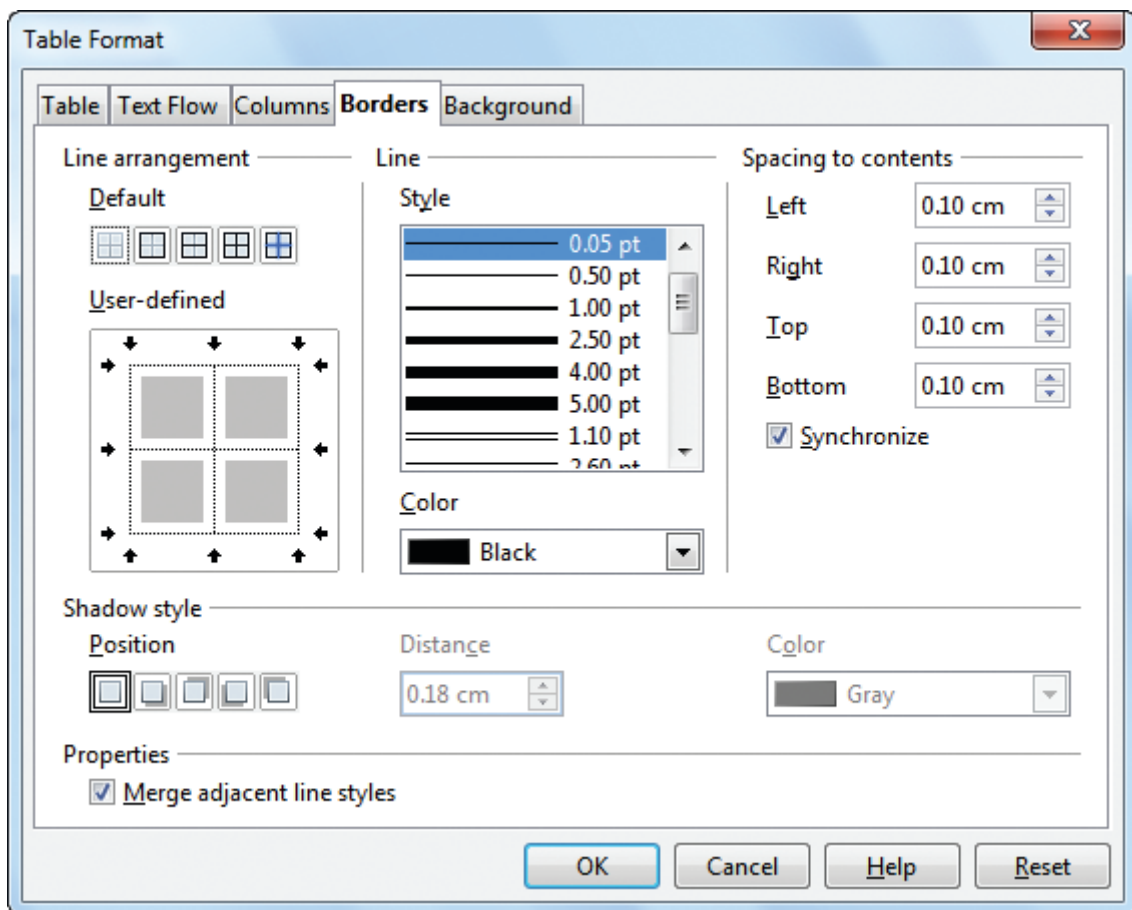 Table Format
Table Text Flow Columns Borders Background
Line arrangement
Default
User-defined
Line
Style
0.05 pt
0.50 pt
1.00 pt
2.50 pt
4.00 pt
5.00 pt
1.10 pt
2.60 pt
Color
Black
Spacing to contents
Left 0.10 cm
Right 0.10 cm
Top 0.10 cm
Bottom 0.10 cm
Synchronize
Shadow style
Position
Distance
0.18 cm
Color
Gray
Properties
Merge adjacent line styles
OK Cancel Help Reset